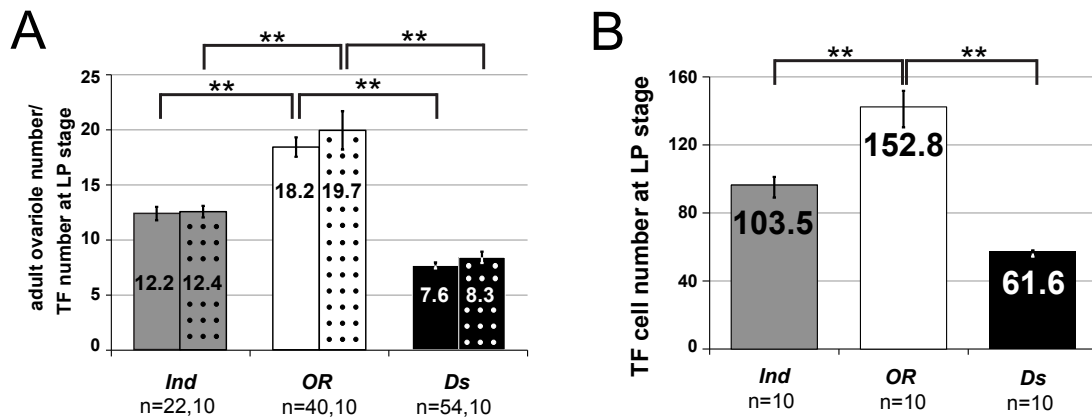 A
adult ovariole number/
TF number at LP stage
25
20
15
10
5
0
** **
** **
12.2 12.4
18.2 19.7
7.6 8.3
Ind OR Ds
n=22,10 n=40,10 n=54,10
B
TF cell number at LP stage
160
120
80
40
0
** **
103.5
152.8
61.6
Ind OR Ds
n=10 n=10 n=10